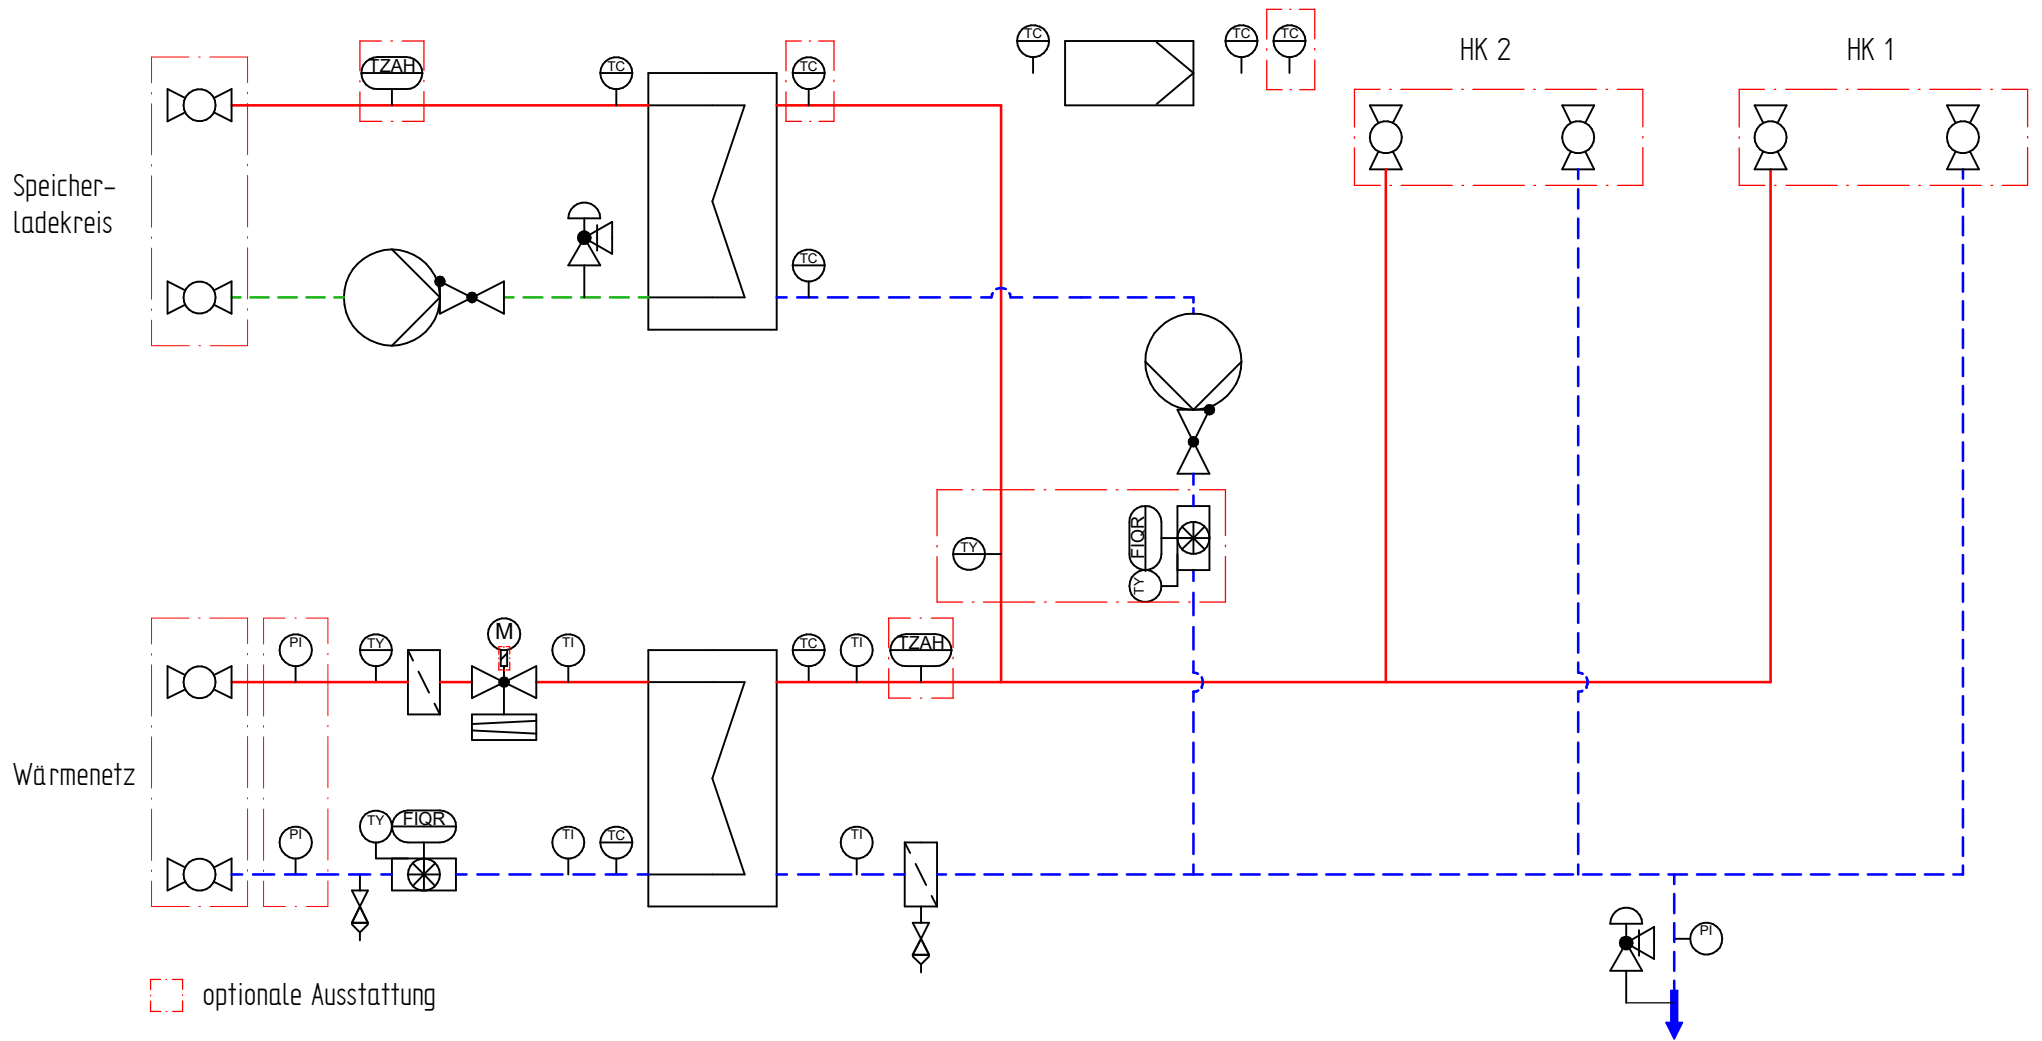 TC
TC
TC
HK 2
HK 1
TZAH
TC
TC
Speicher-
ladekreis
TC
FIQR
TY
TY
PI
TY
M
TI
TC
TI
TZAH
Wärmenetz
PI
TY
FIQR
TI
TC
TI
PI
optionale Ausstattung